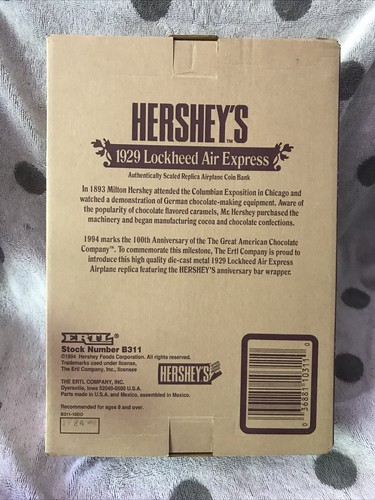 HERSHEY'S™
1929 Lockheed Air Express
Authentically Scaled Replica Airplane Coin Bank
In 1893 Milton Hershey attended the Columbian Exposition in Chicago and
watched a demonstration of German chocolate-making equipment. Aware of
the popularity of chocolate flavored caramels, Mr. Hershey purchased the
machinery and began manufacturing cocoa and chocolate confections.
1994 marks the 100th Anniversary of the The Great American Chocolate
Company™. To commemorate this milestone, The Ertl Company is proud to
introduce this high quality die-cast metal 1929 Lockheed Air Express
Airplane replica featuring the HERSHEY'S anniversary bar wrapper.
ERTL®
Stock Number B311
©1994 Hershey Foods Corporation. All rights reserved.
Trademarks used under license.
The Ertl Company, Inc., licensee
HERSHEY'S
THE ERTL COMPANY, INC.
Dyersville, Iowa 52040-0500 U.S.A.
Parts made in U.S.A. and Mexico, assembled in Mexico.
Recommended for ages 8 and over.
B311-10DO
0 36881 10311 0